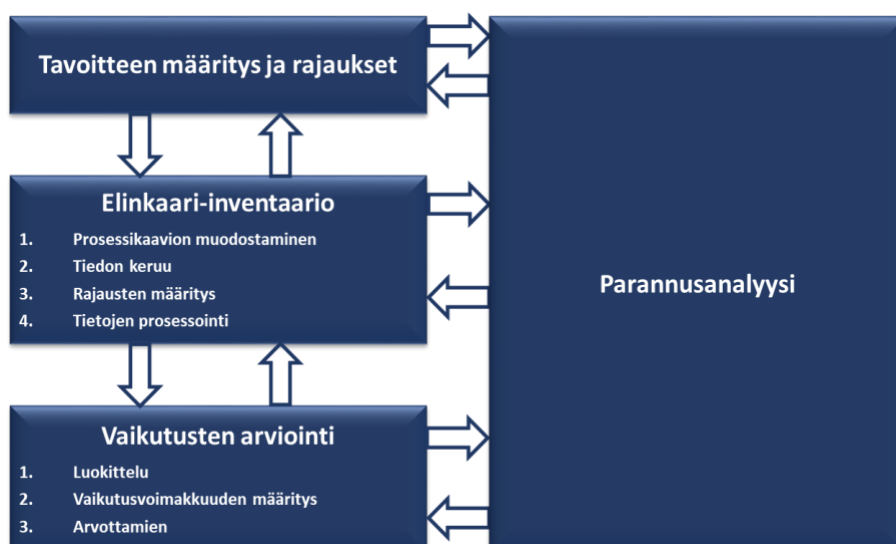 Tavoitteen määritys ja rajaukset
Elinkaari-inventaario
1. Prosessikaavion muodostaminen
2. Tiedon keruu
3. Rajausten määritys
4. Tietojen prosessointi
Vaikutusten arviointi
1. Luokittelu
2. Vaikutusvoimakkuuden määritys
3. Arvottamien
Parannusanalyysi